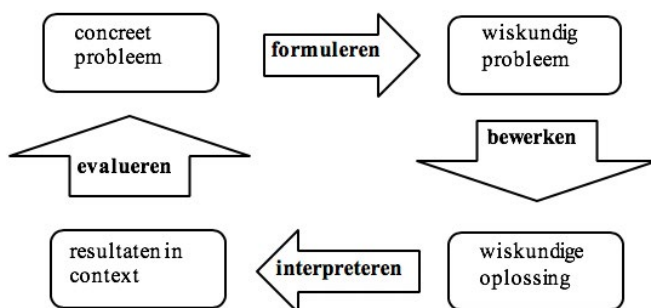 concreet
probleem
formuleren
wiskundig
probleem
bewerken
evalueren
resultaten in
context
interpreteren
wiskundige
oplossing